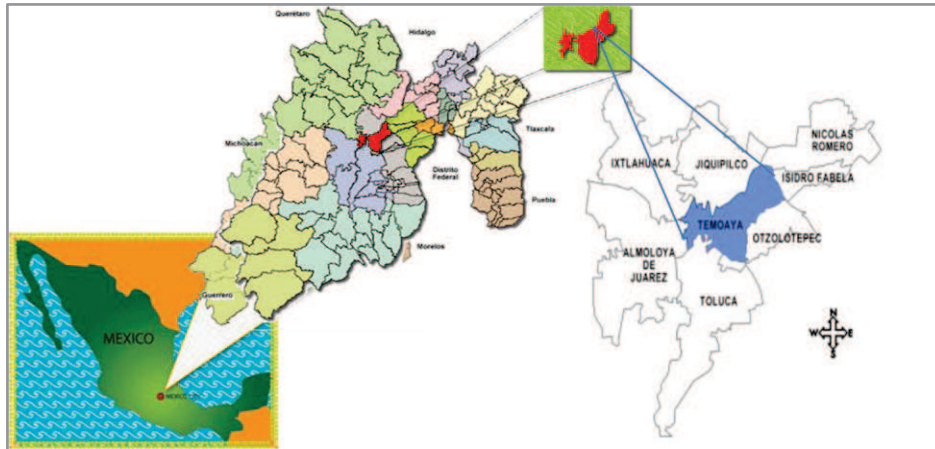 Querétaro
Hidalgo
Michoacán
Tlaxcala
Distrito
Federal
Puebla
Morelos
Guerrero
MEXICO
MEXICO
NICOLAS
ROMERO
IXTLAHUACA
JIQUIPILCO
ISIDRO FABELA
TEMOAYA
OTZOLOTEPEC
ALMOLOYA
DE
JUAREZ
TOLUCA
N
W E
S